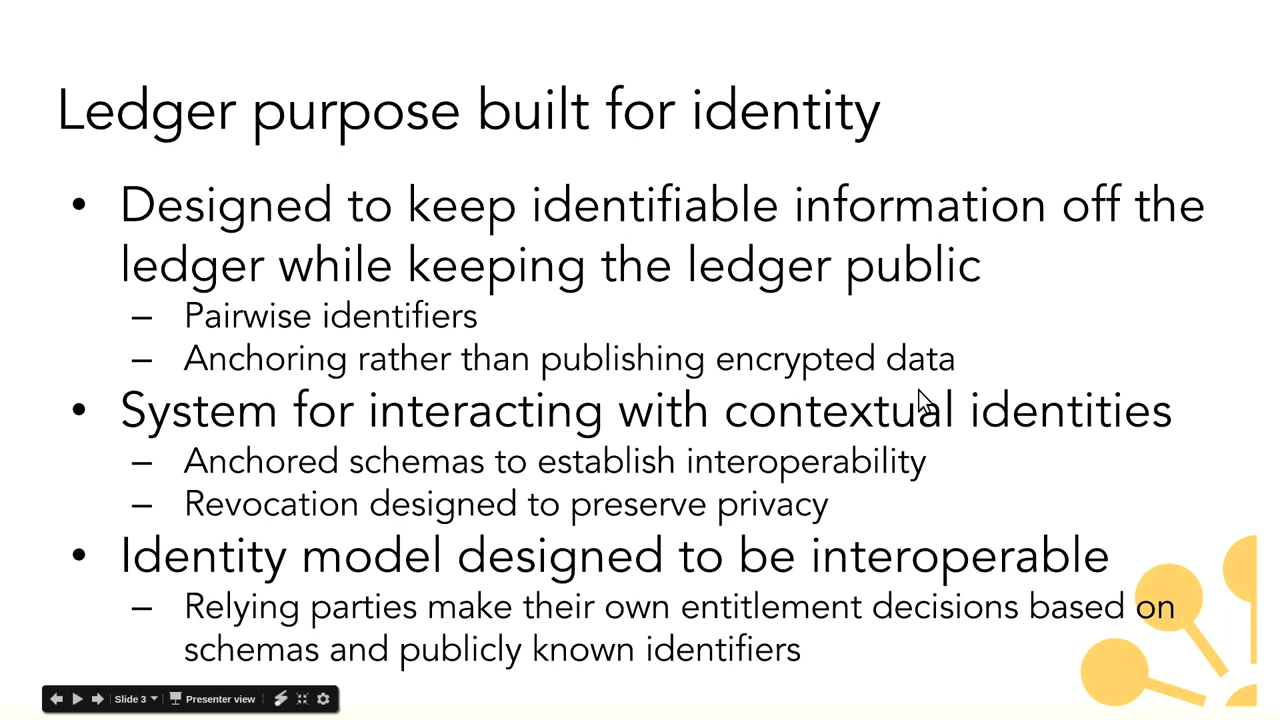 Ledger purpose built for identity
• Designed to keep identifiable information off the
ledger while keeping the ledger public
– Pairwise identifiers
– Anchoring rather than publishing encrypted data
• System for interacting with contextual identities
– Anchored schemas to establish interoperability
– Revocation designed to preserve privacy
• Identity model designed to be interoperable
– Relying parties make their own entitlement decisions based on
schemas and publicly known identifiers
Slide 3 Presenter view